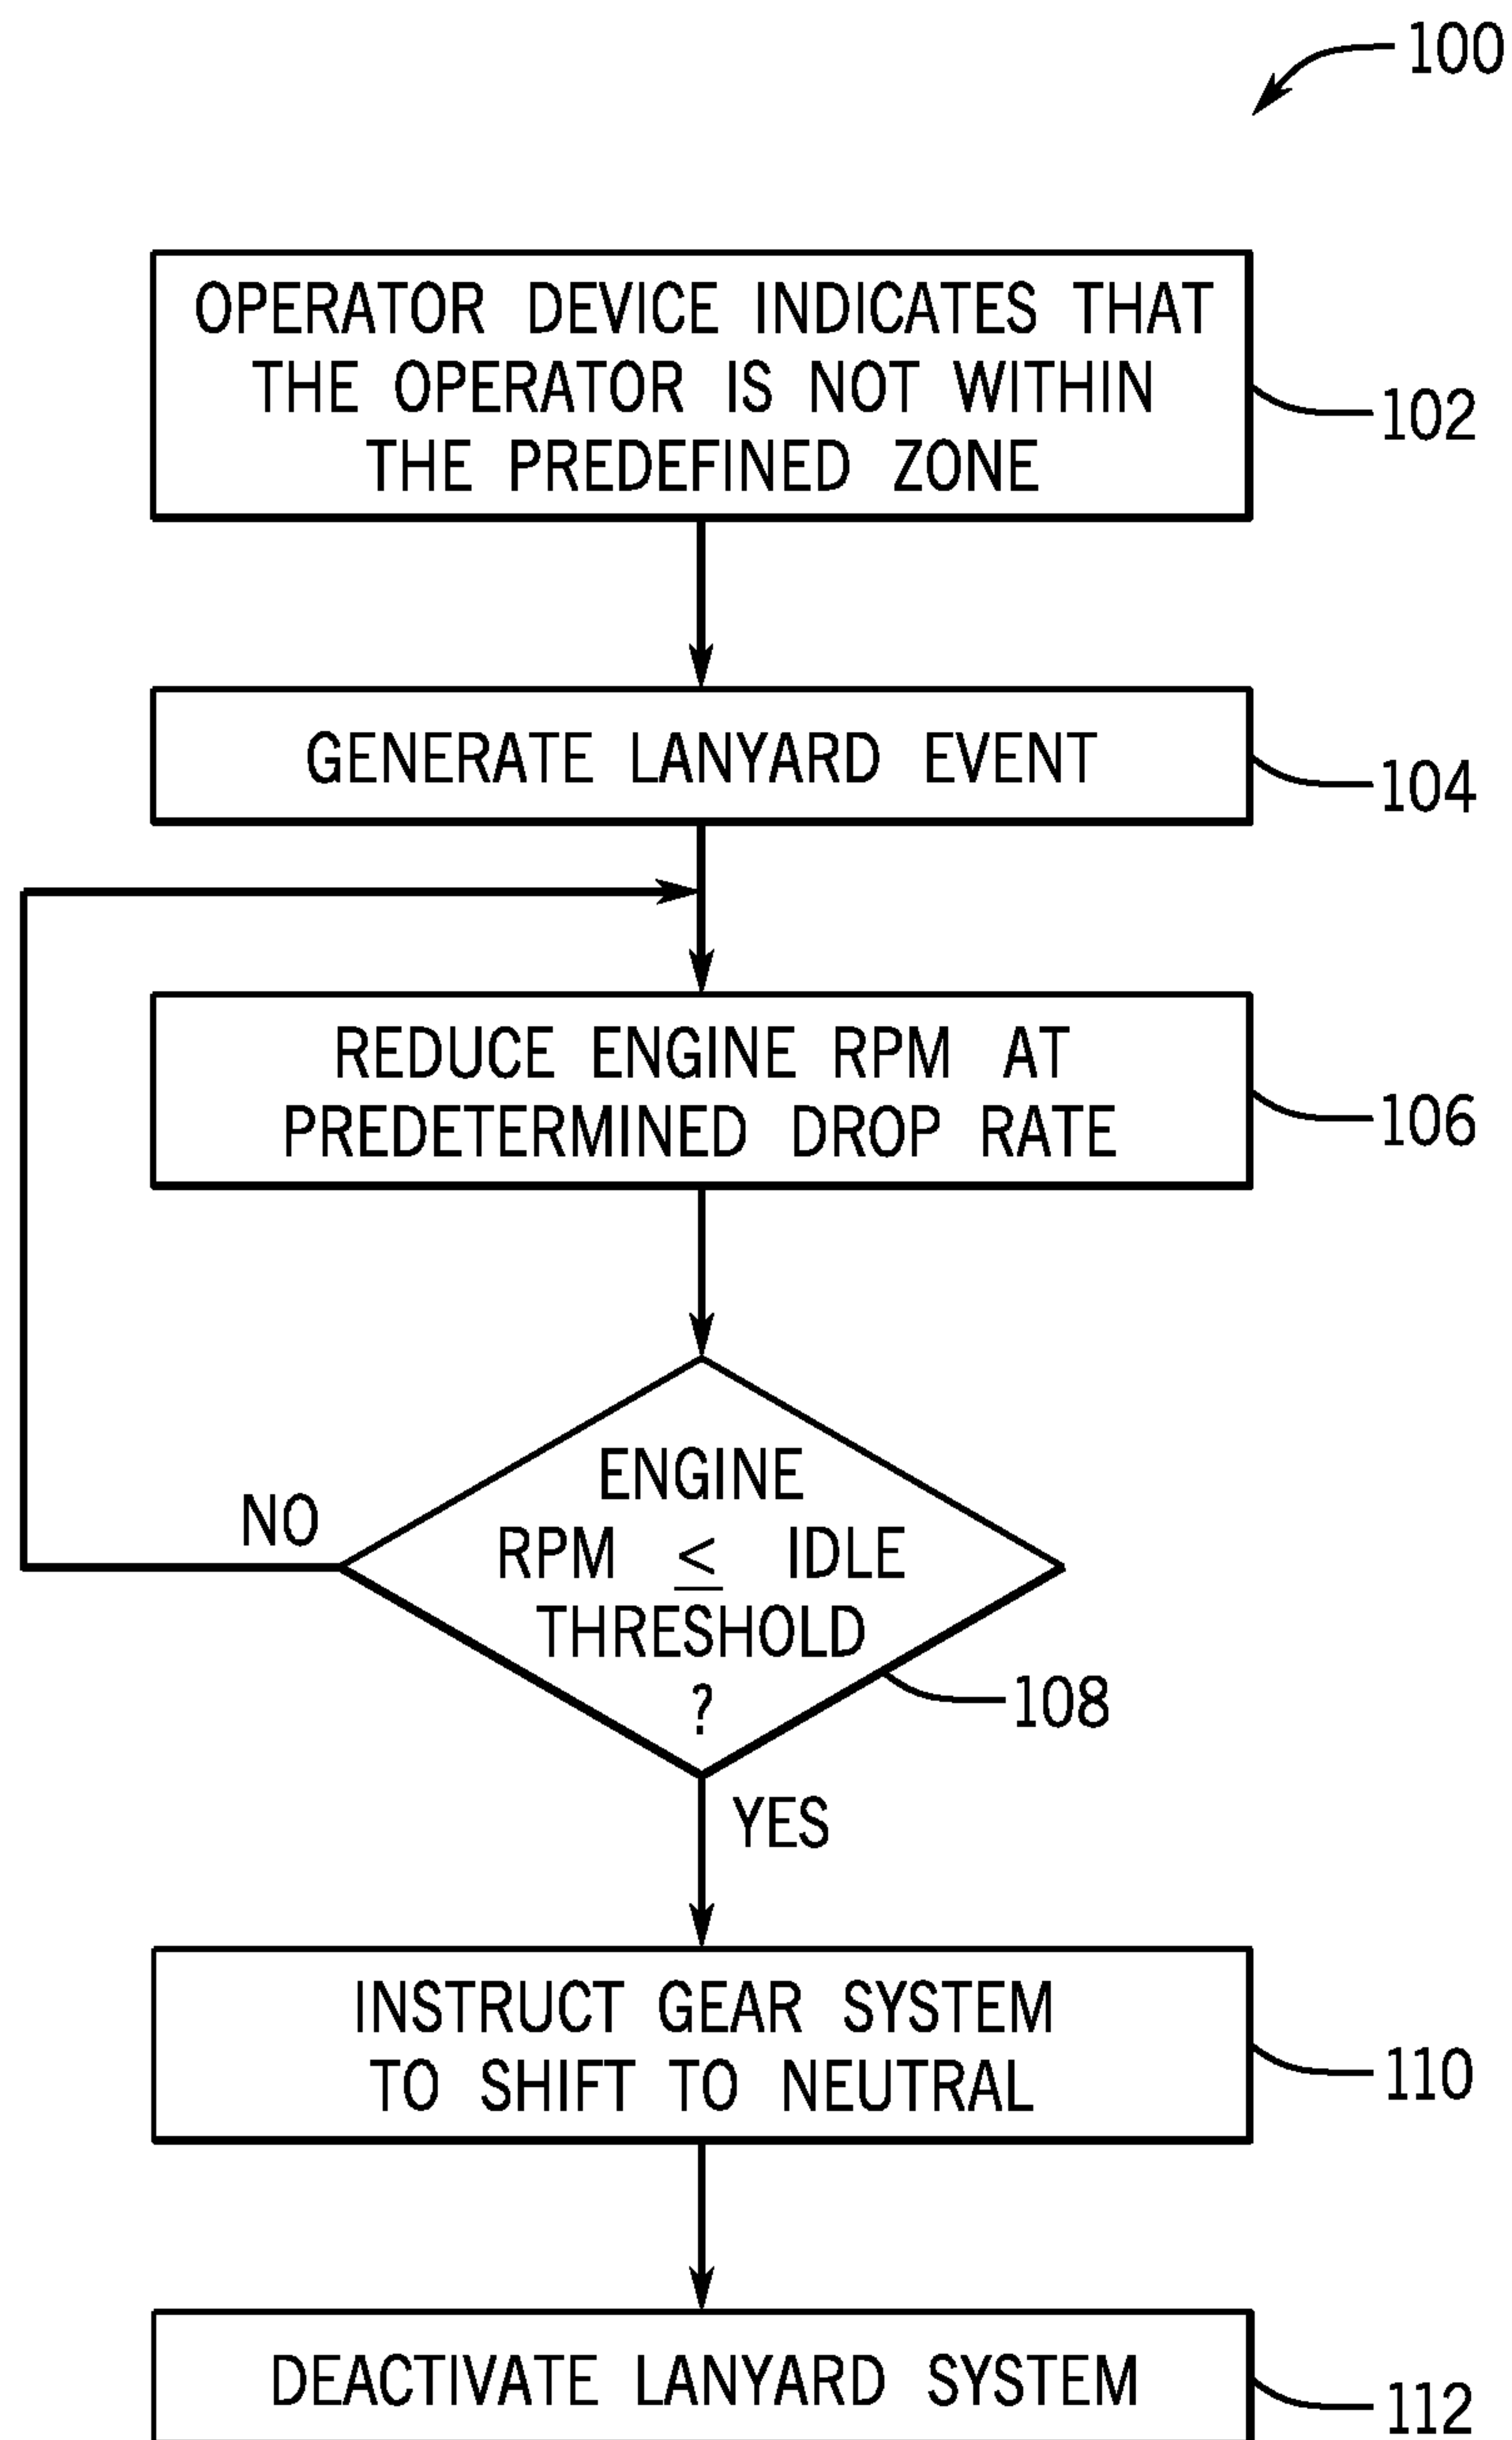 100
OPERATOR DEVICE INDICATES THAT
THE OPERATOR IS NOT WITHIN
THE PREDEFINED ZONE
102
GENERATE LANYARD EVENT
104
REDUCE ENGINE RPM AT
PREDETERMINED DROP RATE
106
ENGINE
RPM ≤ IDLE
THRESHOLD
?
NO
108
YES
INSTRUCT GEAR SYSTEM
TO SHIFT TO NEUTRAL
110
DEACTIVATE LANYARD SYSTEM
112